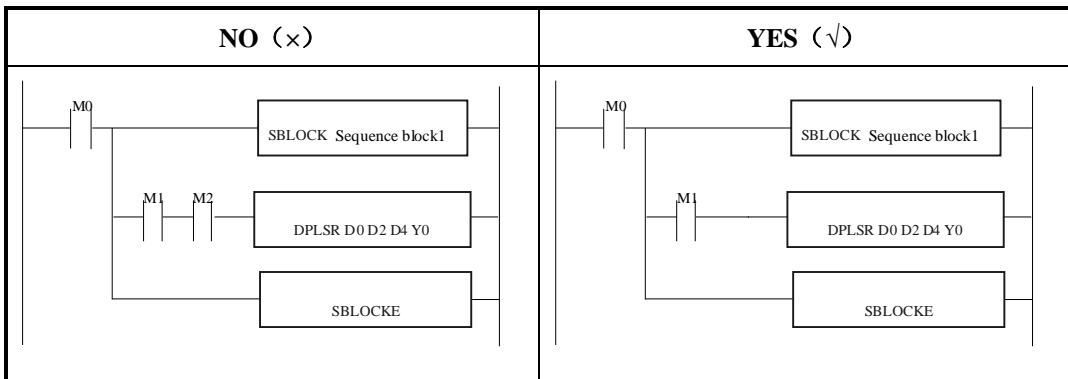 NO (×)
YES (√)
M0
SBLOCK Sequence block1
M1 M2
DPLSR D0 D2 D4 Y0
SBLOCKE
M0
SBLOCK Sequence block1
M1
DPLSR D0 D2 D4 Y0
SBLOCKE